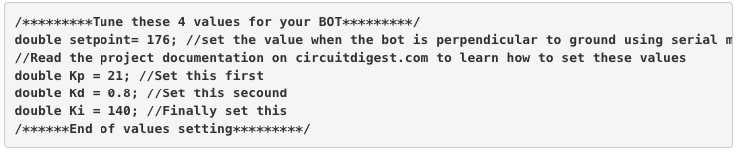 /*********Tune these 4 values for your BOT*********/
double setpoint= 176; //set the value when the bot is perpendicular to ground using serial
//Read the project documentation on circuitdigest.com to learn how to set these values
double Kp = 21; //Set this first
double Kd = 0.8; //Set this secound
double Ki = 140; //Finally set this
/******End of values setting*********/